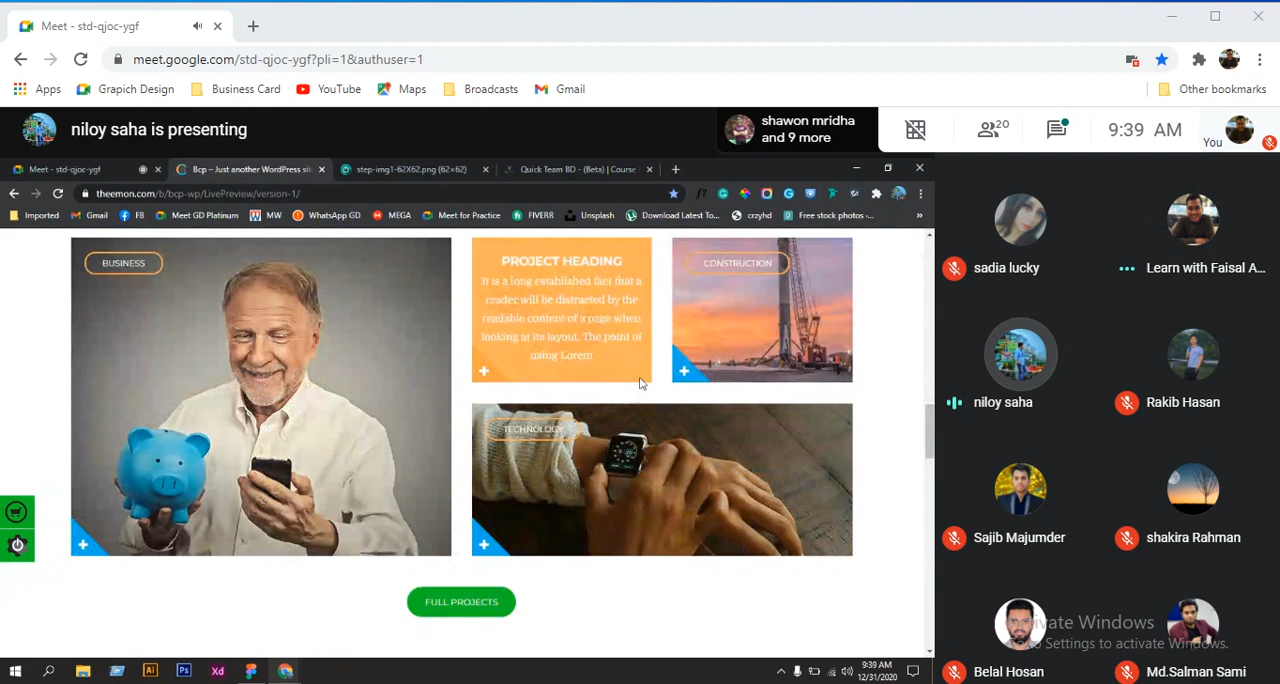 Meet - std-qjoc-ygf
meet.google.com/std-qjoc-ygf?pli=1&authuser=1
Apps Grapich Design Business Card YouTube Maps Broadcasts Gmail Other bookmarks
niloy saha is presenting
shawon mridha
and 9 more
20
9:39 AM
You
Meet - std-qjoc-ygf
Bcp – Just another WordPress sit
step-img1-62X62.png (62×62)
Quick Team BD - (Beta) | Course
theemon.com/b/bcp-wp/LivePreview/version-1/
Imported Gmail FB Meet GD Platinum MW WhatsApp GD MEGA Meet for Practice FIVERR Unsplash Download Latest To... crzyhd Free stock photos -...
BUSINESS
PROJECT HEADING
It is a long established fact that a
reader will be distracted by the
readable content of a page when
looking at its layout. The point of
using Lorem
CONSTRUCTION
TECHNOLOGY
FULL PROJECTS
sadia lucky
Learn with Faisal A...
niloy saha
Rakib Hasan
Sajib Majumder
shakira Rahman
Activate Windows
to Settings to activate Windows.
Belal Hosan
Md.Salman Sami
Ai Ps Xd
9:39 AM
12/31/2020